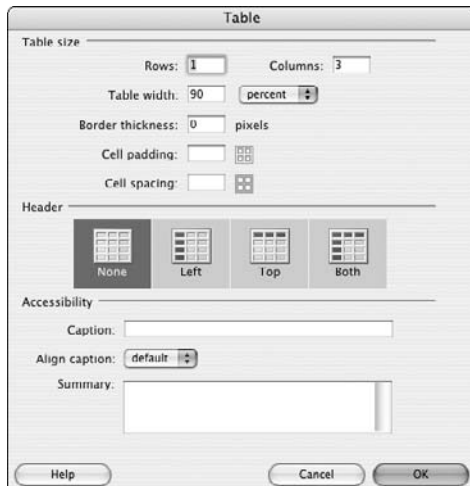 Table
Table size
Rows: 1 Columns: 3
Table width: 90 percent
Border thickness: 0 pixels
Cell padding:
Cell spacing:
Header
None Left Top Both
Accessibility
Caption:
Align caption: default
Summary:
Help Cancel OK